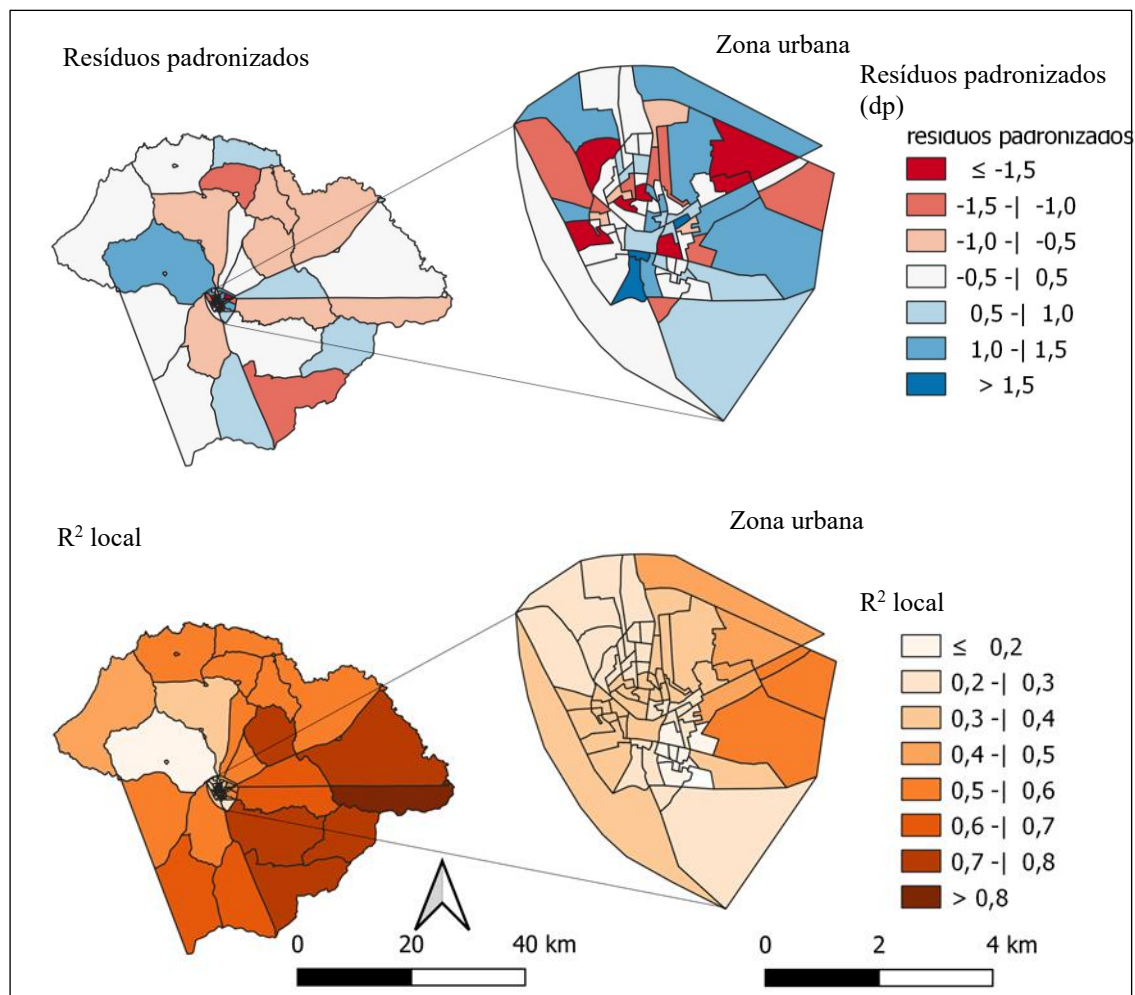 Resíduos padronizados
Zona urbana
Resíduos padronizados
(dp)
resíduos padronizados
≤ -1,5
-1,5 -| -1,0
-1,0 -| -0,5
-0,5 -| 0,5
0,5 -| 1,0
1,0 -| 1,5
> 1,5
R² local
Zona urbana
R² local
≤ 0,2
0,2 -| 0,3
0,3 -| 0,4
0,4 -| 0,5
0,5 -| 0,6
0,6 -| 0,7
0,7 -| 0,8
> 0,8
0 20 40 km
0 2 4 km